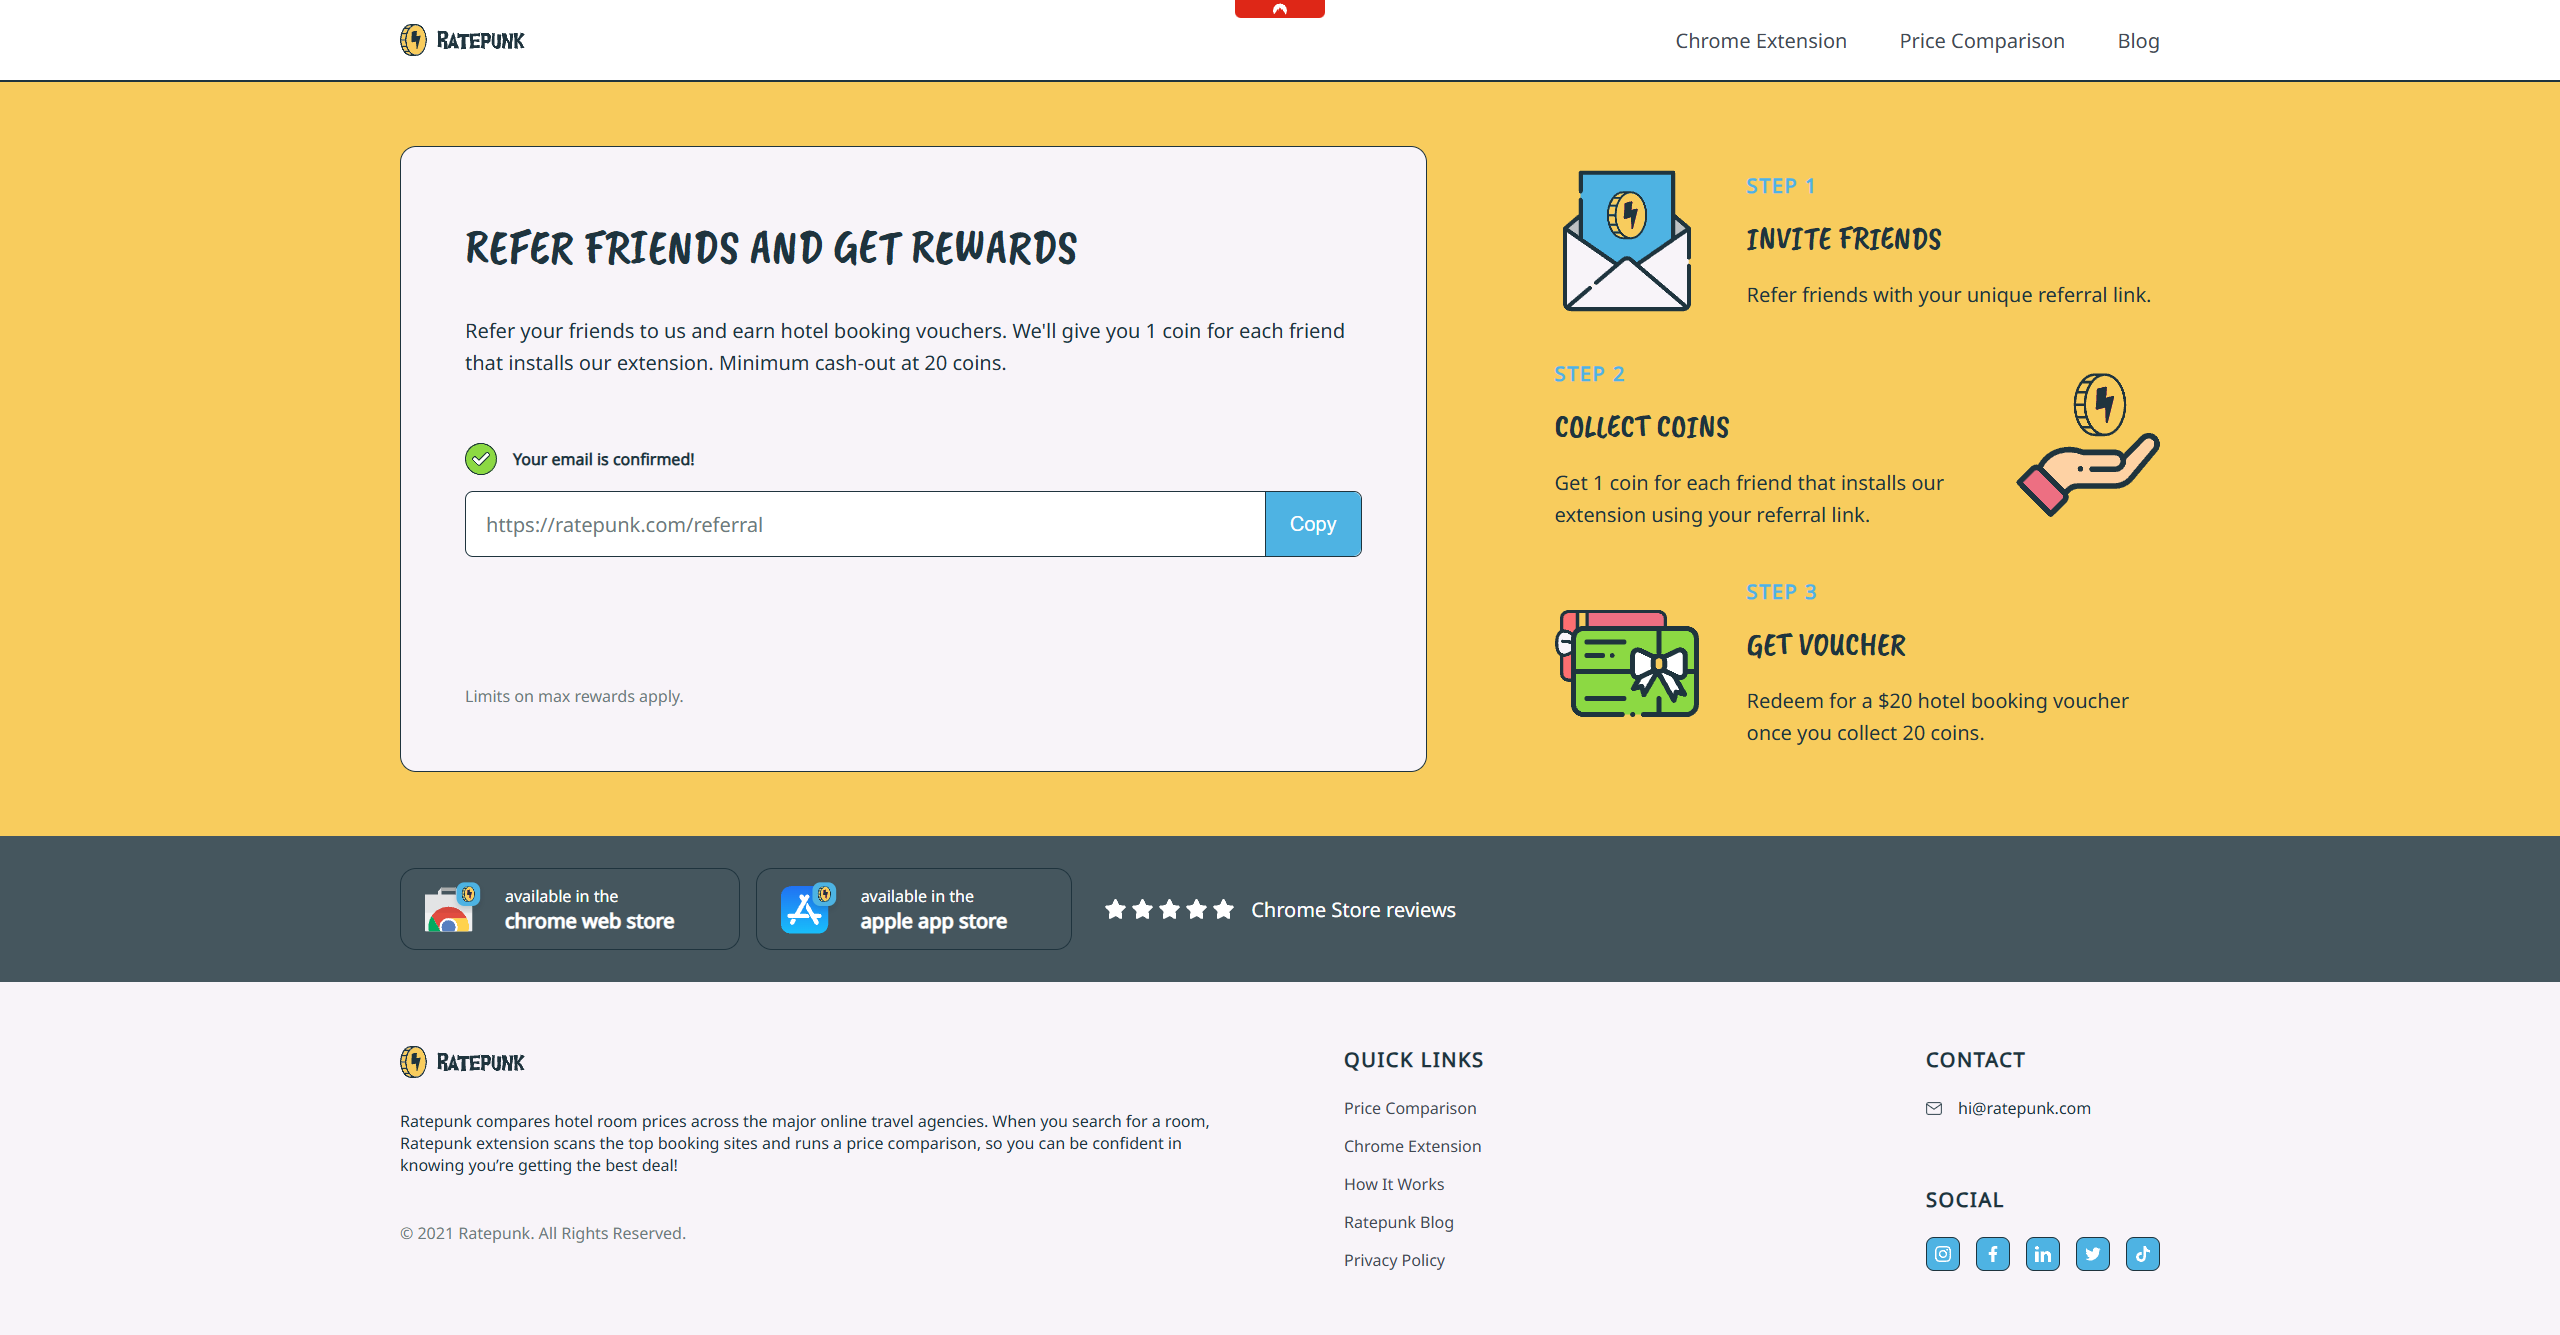 RATEPUNK
Chrome Extension
Price Comparison
Blog
REFER FRIENDS AND GET REWARDS
Refer your friends to us and earn hotel booking vouchers. We'll give you 1 coin for each friend
that installs our extension. Minimum cash-out at 20 coins.
Your email is confirmed!
https://ratepunk.com/referral
Copy
Limits on max rewards apply.
STEP 1
INVITE FRIENDS
Refer friends with your unique referral link.
STEP 2
COLLECT COINS
Get 1 coin for each friend that installs our
extension using your referral link.
STEP 3
GET VOUCHER
Redeem for a $20 hotel booking voucher
once you collect 20 coins.
available in the
chrome web store
available in the
apple app store
Chrome Store reviews
RATEPUNK
Ratepunk compares hotel room prices across the major online travel agencies. When you search for a room,
Ratepunk extension scans the top booking sites and runs a price comparison, so you can be confident in
knowing you’re getting the best deal!
© 2021 Ratepunk. All Rights Reserved.
QUICK LINKS
Price Comparison
Chrome Extension
How It Works
Ratepunk Blog
Privacy Policy
CONTACT
hi@ratepunk.com
SOCIAL